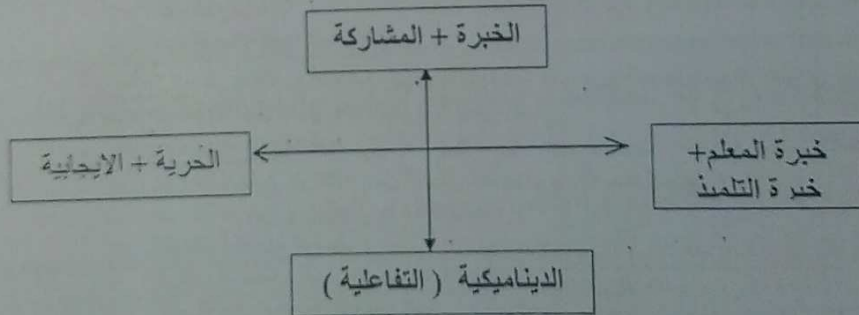 الخبرة + المشاركة
الحرية + الايجابية
خبرة المعلم+
خبرة التلميذ
الديناميكية ( التفاعلية )